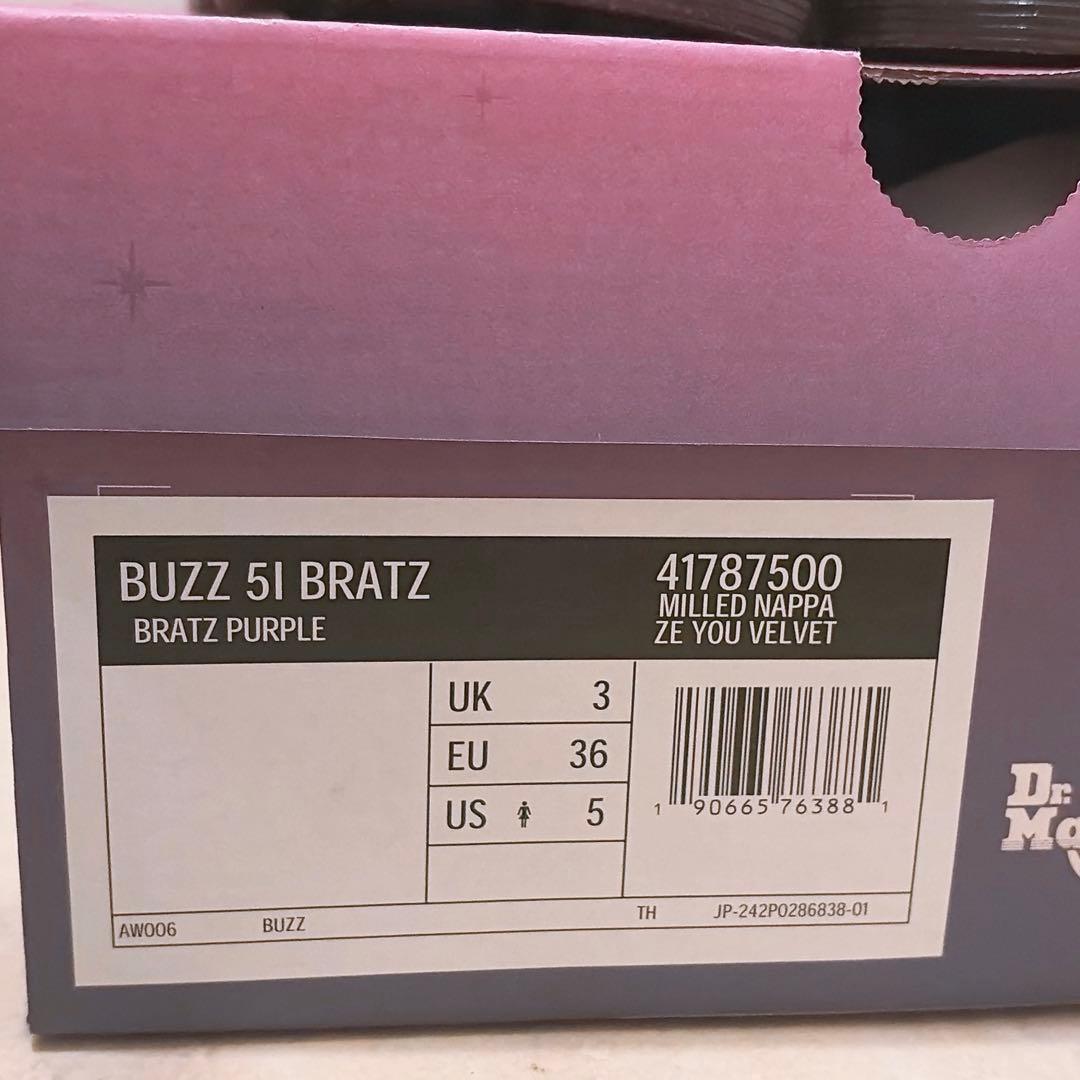 BUZZ 5I BRATZ
BRATZ PURPLE
41787500
MILLED NAPPA
ZE YOU VELVET
UK 3
EU 36
US 5
1 90665 76388 1
AW006 BUZZ TH JP-242P0286838-01
Dr.